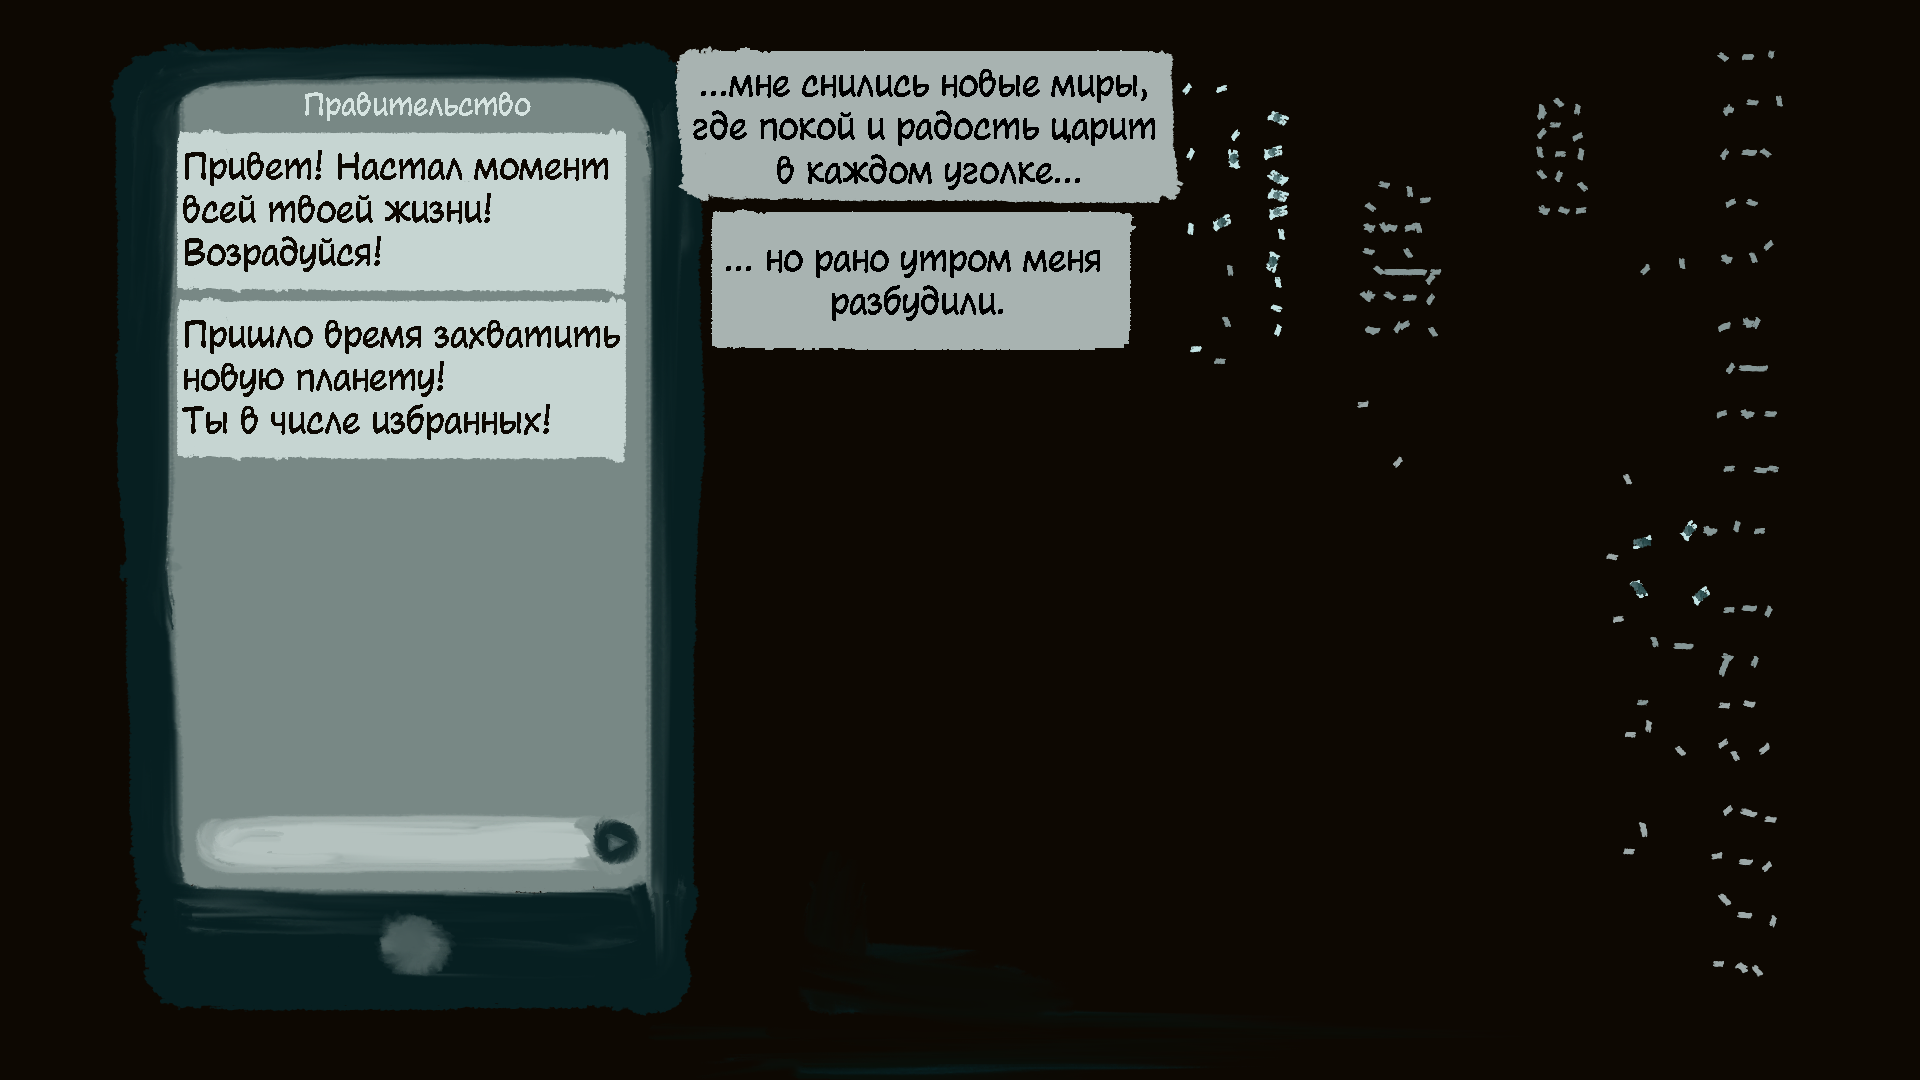 Правительство
Привет! Настал момент
всей твоей жизни!
Возрадуйся!
Пришло время захватить
новую планету!
Ты в числе избранных!
...мне снились новые миры,
где покой и радость царит
в каждом уголке...
... но рано утром меня
разбудили.